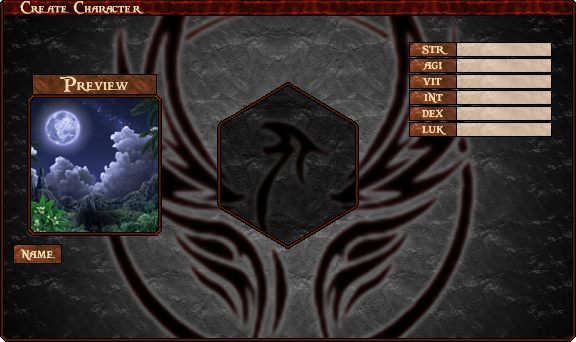 Create Character
Preview
STR
AGI
VIT
INT
DEX
LUK
Name